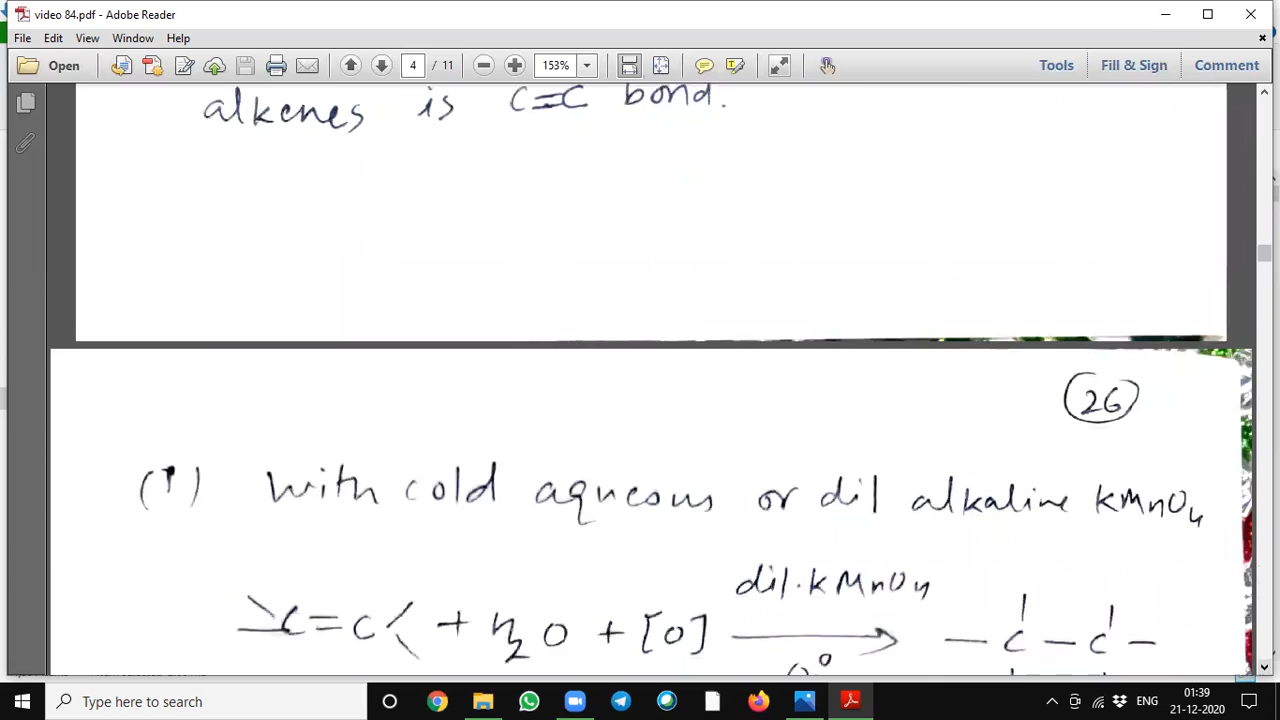 video 84.pdf - Adobe Reader
File Edit View Window Help
Open 4 / 11 153% Tools Fill & Sign Comment
alkenes is C=C bond.
26
(i) with cold aqueous or dil alkaline KMnO4
dil. KMnO4
C=C + H2O + [O] → - C - C -
0°
Type here to search
ENG 01:39
21-12-2020